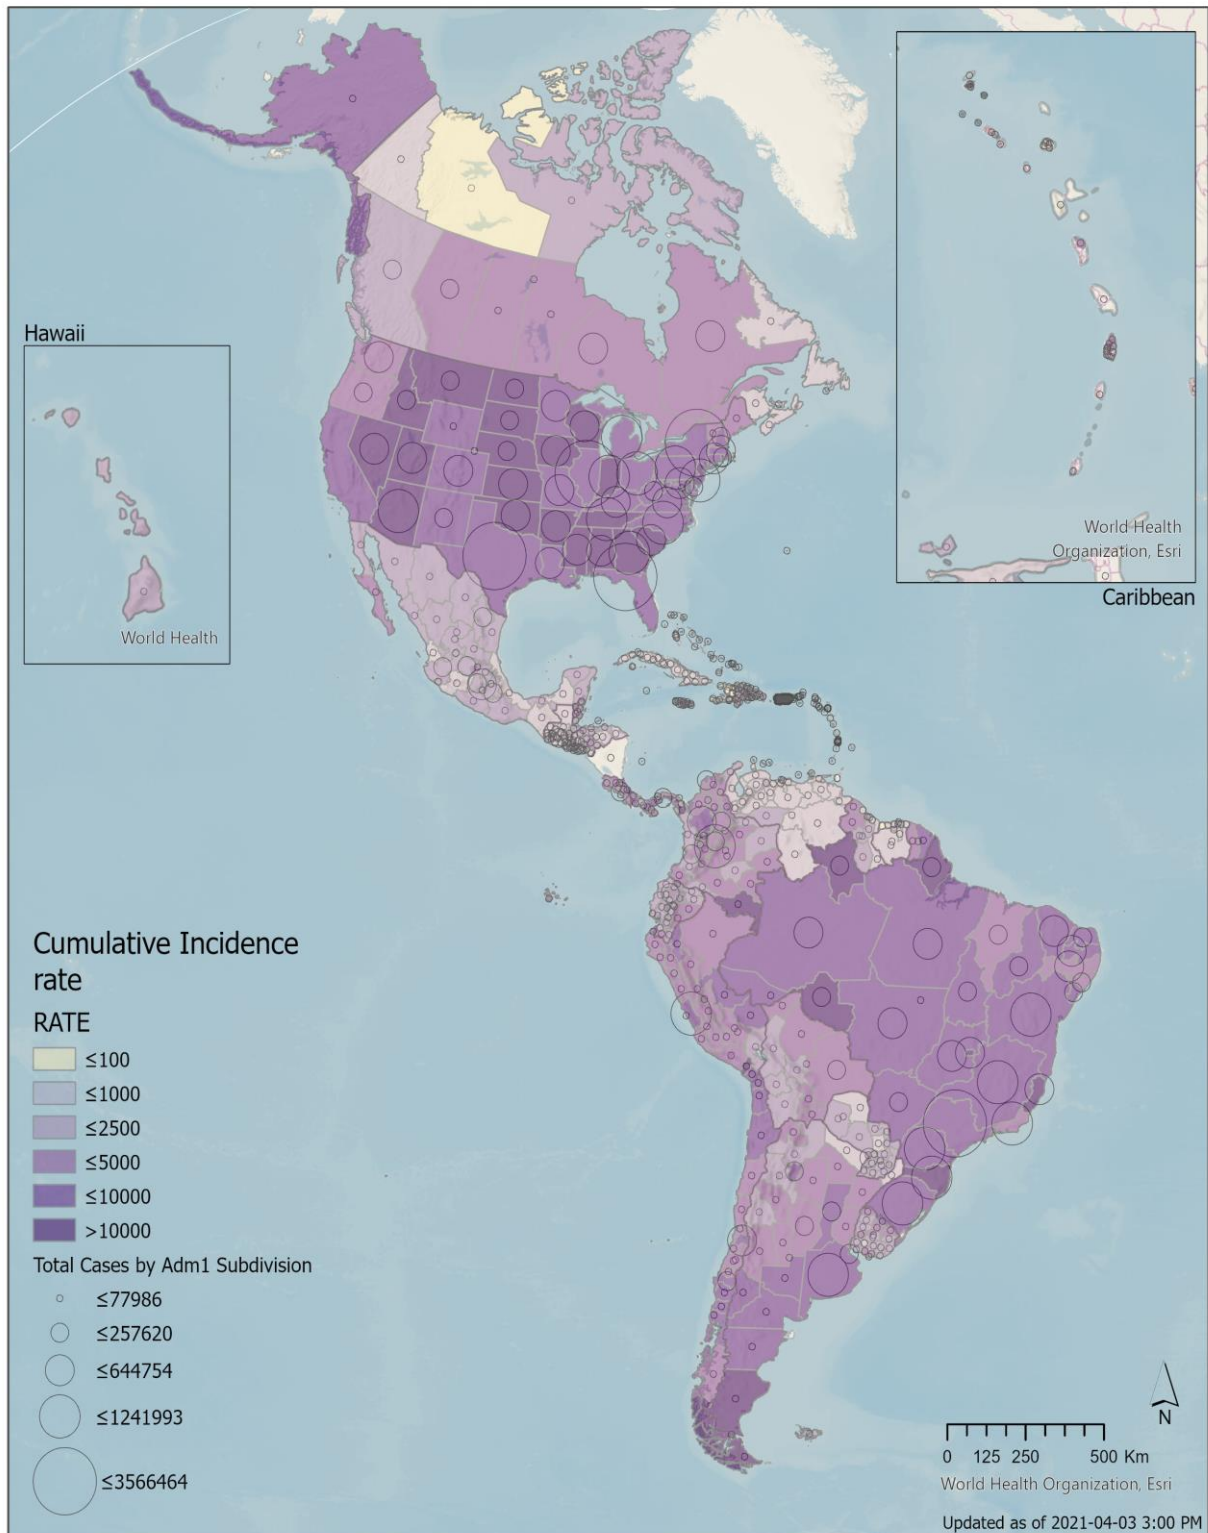 Hawaii
World Health
World Health
Organization, Esri
Caribbean
Cumulative Incidence
rate
RATE
≤100
≤1000
≤2500
≤5000
≤10000
>10000
Total Cases by Adm1 Subdivision
≤77986
≤257620
≤644754
≤1241993
≤3566464
N
0 125 250 500 Km
World Health Organization, Esri
Updated as of 2021-04-03 3:00 PM